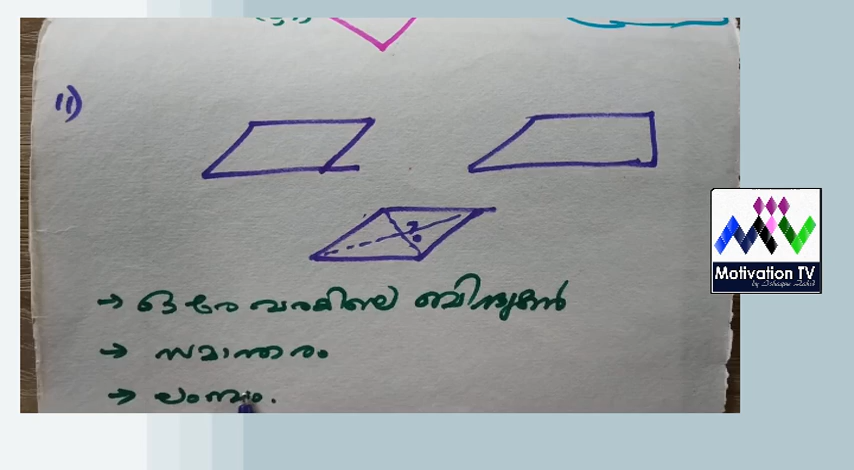 11)
?
→ ഒരേ വരയിലെ ബിന്ദുക്കൾ
→ സമാന്തരം
→ ലംബം.
Motivation TV